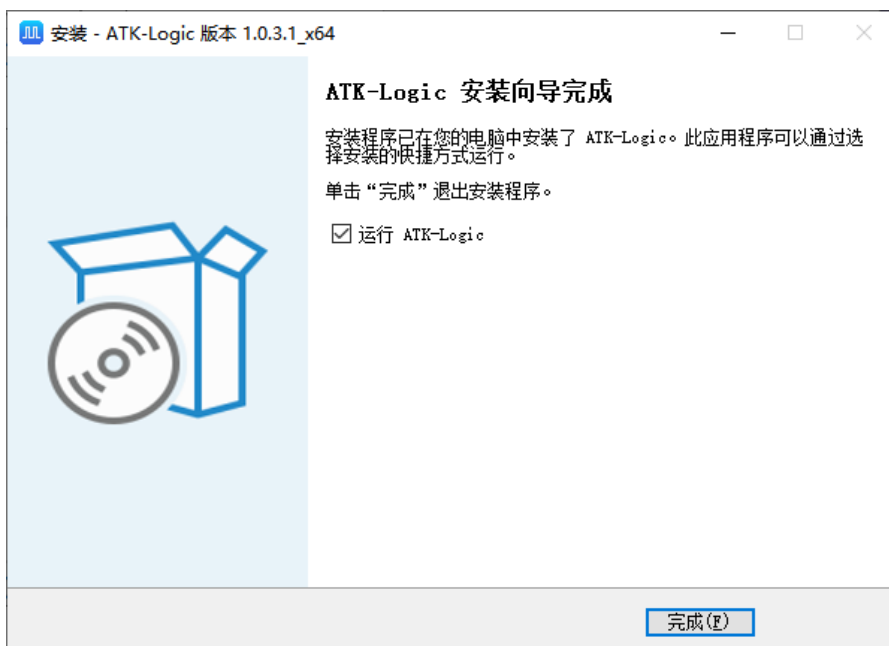 安装 - ATK-Logic 版本 1.0.3.1_x64
ATK-Logic 安装向导完成
安装程序已在您的电脑中安装了 ATK-Logic。此应用程序可以通过选
择安装的快捷方式运行。
单击“完成”退出安装程序。
运行 ATK-Logic
完成(F)